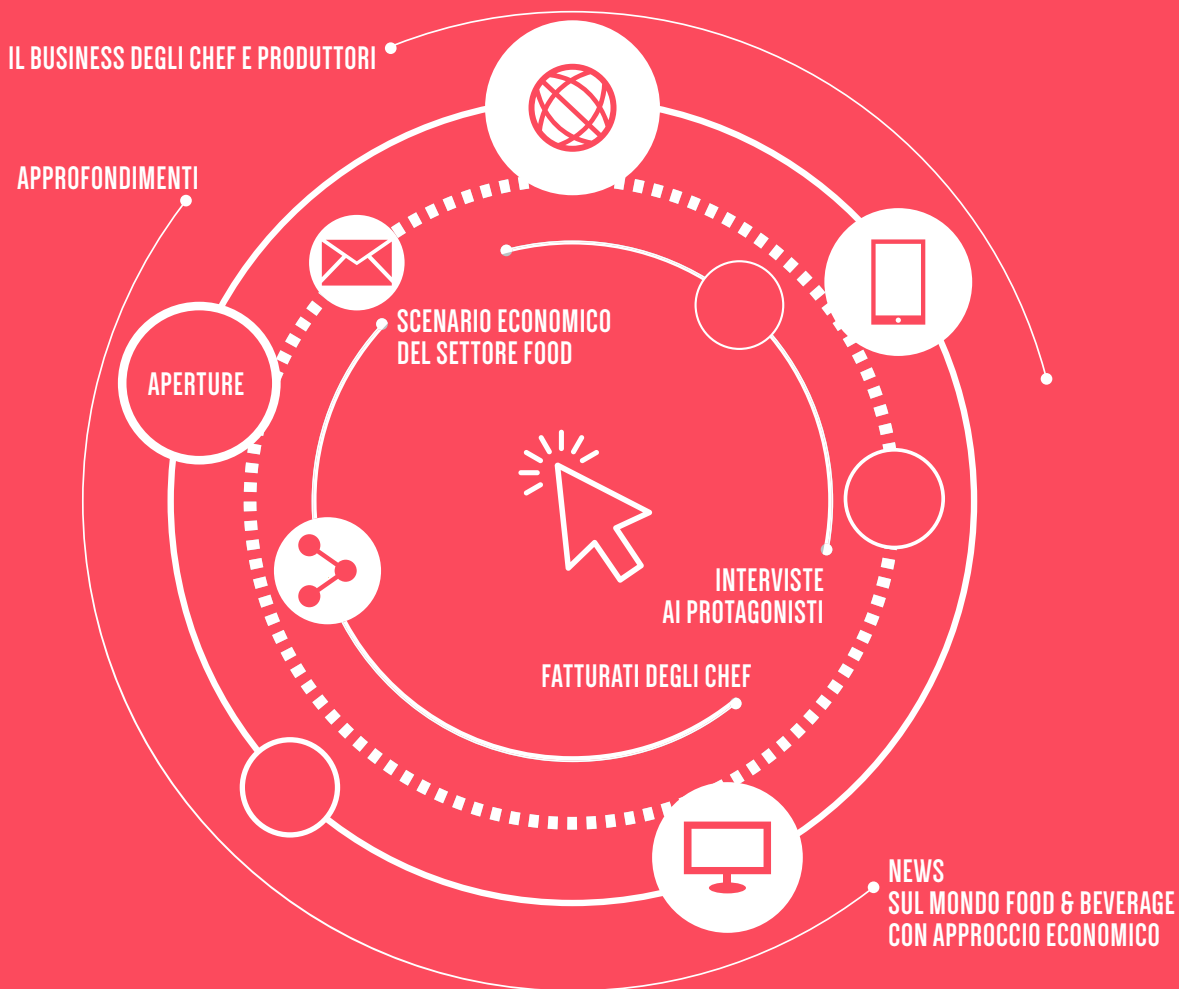 IL BUSINESS DEGLI CHEF E PRODUTTORI
APPROFONDIMENTI
SCENARIO ECONOMICO
DEL SETTORE FOOD
APERTURE
INTERVISTE
AI PROTAGONISTI
FATTURATI DEGLI CHEF
NEWS
SUL MONDO FOOD & BEVERAGE
CON APPROCCIO ECONOMICO